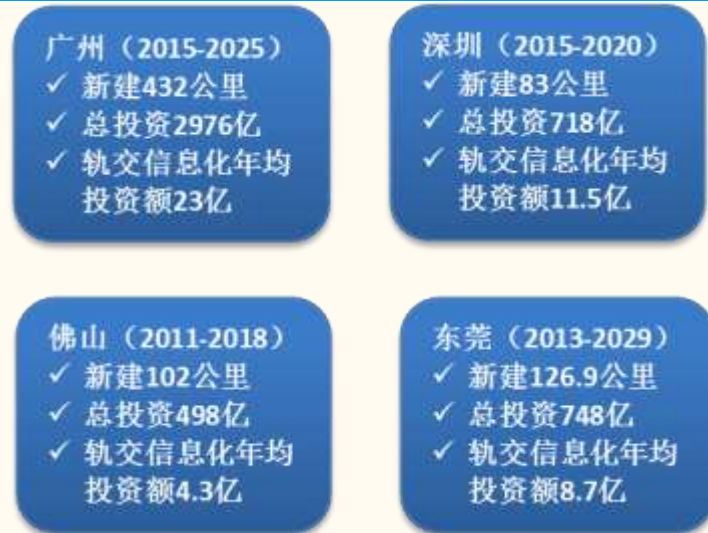 广州（2015-2025）
✓ 新建432公里
✓ 总投资2976亿
✓ 轨交信息化年均
投资额23亿
深圳（2015-2020）
✓ 新建83公里
✓ 总投资718亿
✓ 轨交信息化年均
投资额11.5亿
佛山（2011-2018）
✓ 新建102公里
✓ 总投资498亿
✓ 轨交信息化年均
投资额4.3亿
东莞（2013-2029）
✓ 新建126.9公里
✓ 总投资748亿
✓ 轨交信息化年均
投资额8.7亿